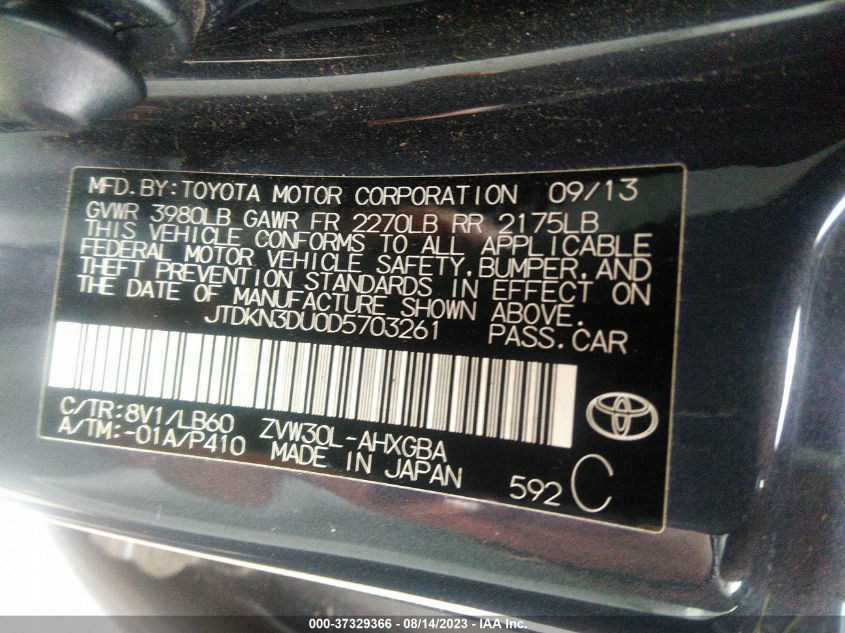 MFD.BY:TOYOTA MOTOR CORPORATION 09/13
GVWR 3980LB GAWR FR 2270LB RR 2175LB
THIS VEHICLE CONFORMS TO ALL APPLICABLE
FEDERAL MOTOR VEHICLE SAFETY,BUMPER,AND
THEFT PREVENTION STANDARDS IN EFFECT ON
THE DATE OF MANUFACTURE SHOWN ABOVE.
JTDKN3DU0D5703261 PASS.CAR
C/TR:8V1/LB60 ZVW30L-AHXGBA
A/TM:-01A/P410 MADE IN JAPAN
592 C
000-37329366 - 08/14/2023 - IAA Inc.